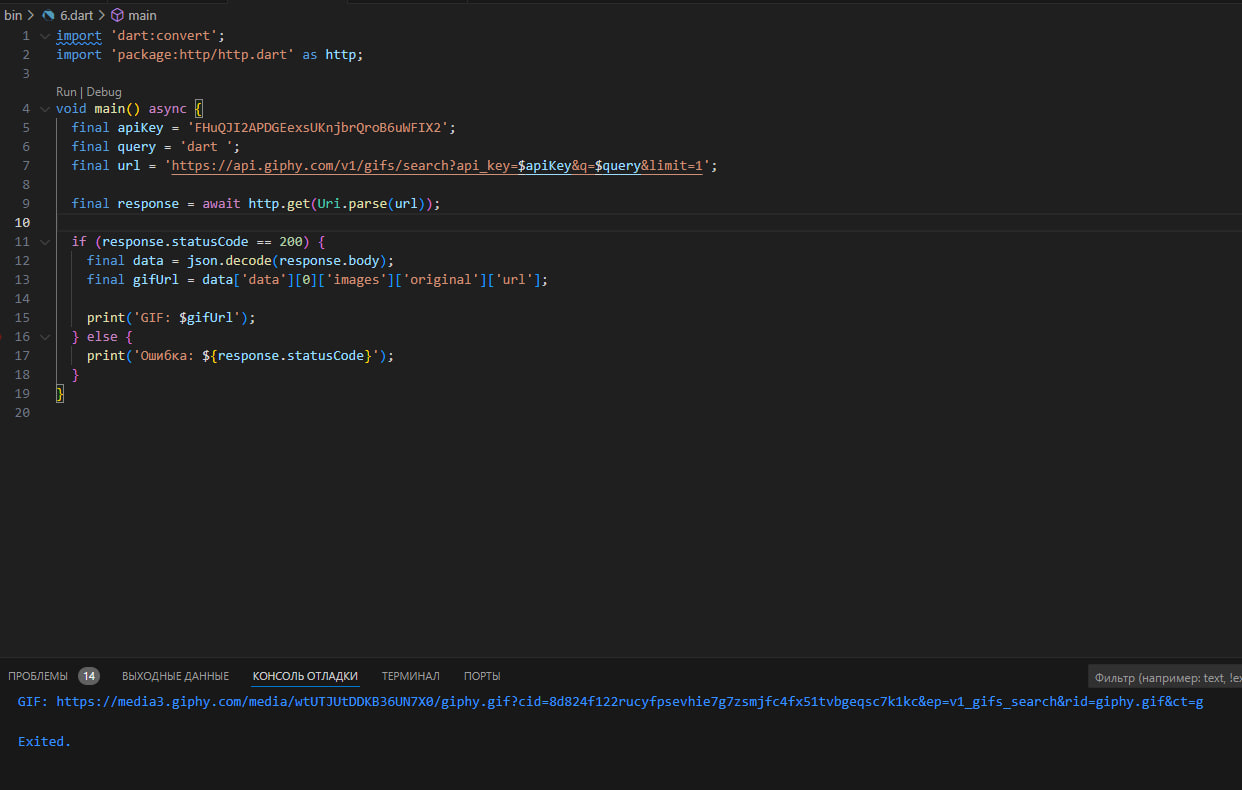 bin > 6.dart > main
1 import 'dart:convert';
2 import 'package:http/http.dart' as http;
3
Run | Debug
4 void main() async {
5 final apiKey = 'FHuQJI2APDGEexsUKnjbrQroB6uWFIX2';
6 final query = 'dart ';
7 final url = 'https://api.giphy.com/v1/gifs/search?api_key=$apiKey&q=$query&limit=1';
8
9 final response = await http.get(Uri.parse(url));
10
11 if (response.statusCode == 200) {
12 final data = json.decode(response.body);
13 final gifUrl = data['data'][0]['images']['original']['url'];
14
15 print('GIF: $gifUrl');
16 } else {
17 print('Ошибка: ${response.statusCode}');
18 }
19 }
20
ПРОБЛЕМЫ 14 ВЫХОДНЫЕ ДАННЫЕ КОНСОЛЬ ОТЛАДКИ ТЕРМИНАЛ ПОРТЫ Фильтр (например: text, !ex
GIF: https://media3.giphy.com/media/wtUTJUtDDKB36UN7X0/giphy.gif?cid=8d824f122rucyfpsevhie7g7zsmjfc4fx51tvbgeqsc7k1kc&ep=v1_gifs_search&rid=giphy.gif&ct=g
Exited.